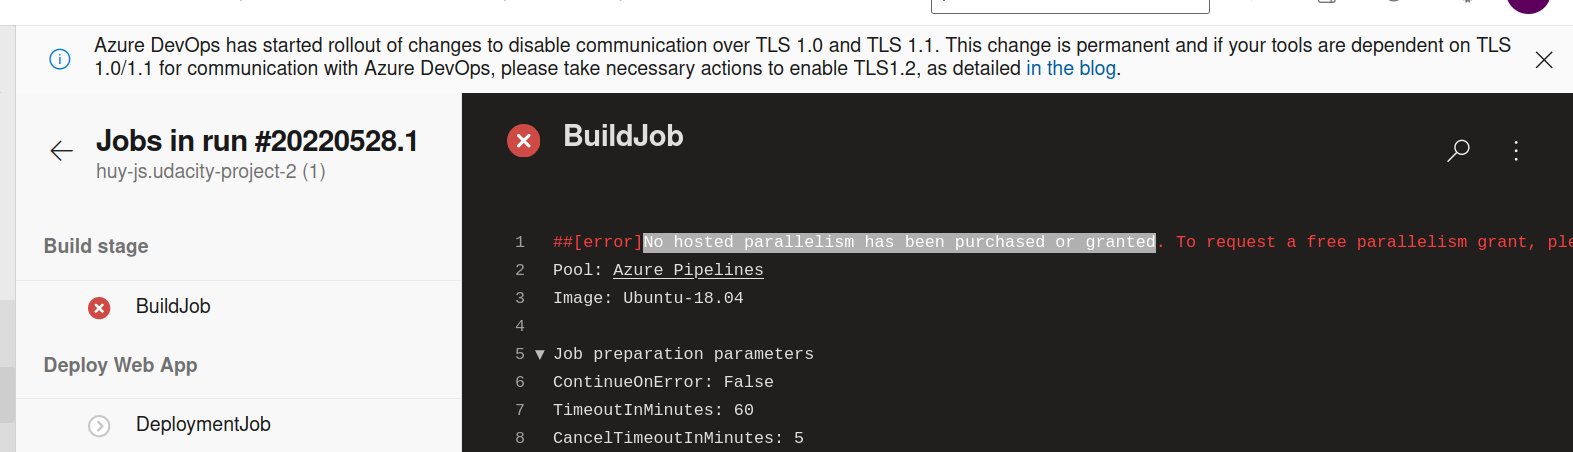 Azure DevOps has started rollout of changes to disable communication over TLS 1.0 and TLS 1.1. This change is permanent and if your tools are dependent on TLS
1.0/1.1 for communication with Azure DevOps, please take necessary actions to enable TLS1.2, as detailed in the blog.
Jobs in run #20220528.1
huy-js.udacity-project-2 (1)
Build stage
BuildJob
Deploy Web App
DeploymentJob
BuildJob
1 ##[error]No hosted parallelism has been purchased or granted. To request a free parallelism grant,
2 Pool: Azure Pipelines
3 Image: Ubuntu-18.04
4
5 Job preparation parameters
6 ContinueOnError: False
7 TimeoutInMinutes: 60
8 CancelTimeoutInMinutes: 5